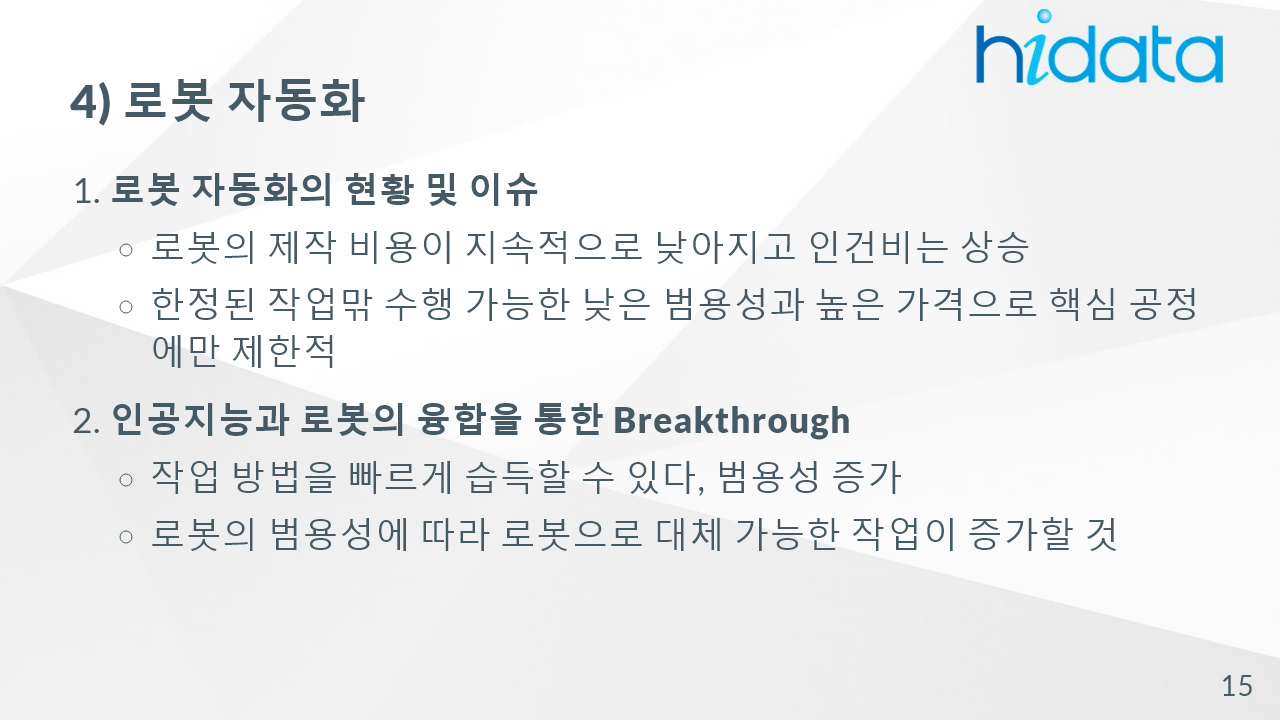 hidata
4) 로봇 자동화
1. 로봇 자동화의 현황 및 이슈
○ 로봇의 제작 비용이 지속적으로 낮아지고 인건비는 상승
○ 한정된 작업맊 수행 가능한 낮은 범용성과 높은 가격으로 핵심 공정
에만 제한적
2. 인공지능과 로봇의 융합을 통한 Breakthrough
○ 작업 방법을 빠르게 습득할 수 있다, 범용성 증가
○ 로봇의 범용성에 따라 로봇으로 대체 가능한 작업이 증가할 것
15